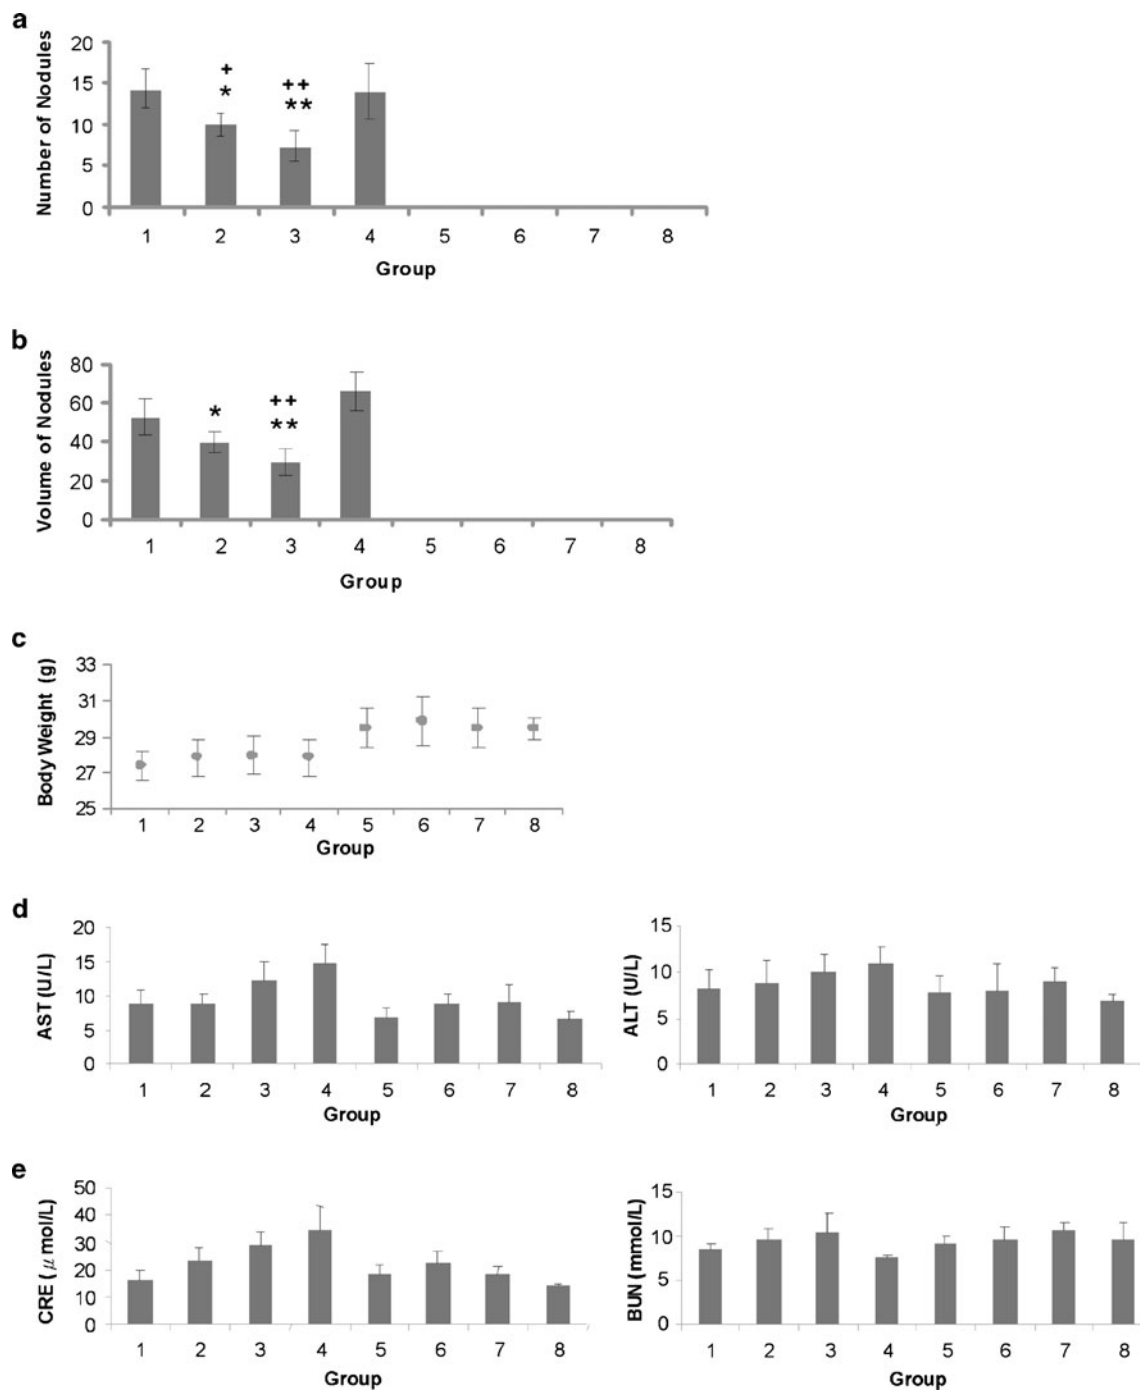 a
Number of Nodules
20
15
10
5
0
+
*
++
**
1 2 3 4 5 6 7 8
Group
b
Volume of Nodules
80
60
40
20
0
*
++
**
1 2 3 4 5 6 7 8
Group
c
Body Weight (g)
33
31
29
27
25
1 2 3 4 5 6 7 8
Group
d
AST (U/L)
20
15
10
5
0
1 2 3 4 5 6 7 8
Group
ALT (U/L)
15
10
5
0
1 2 3 4 5 6 7 8
Group
e
CRE (μ mol/L)
50
40
30
20
10
0
1 2 3 4 5 6 7 8
Group
BUN (mmol/L)
15
10
5
0
1 2 3 4 5 6 7 8
Group